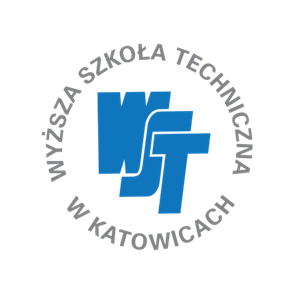 WYŻSZA SZKOŁA TECHNICZNA
W KATOWICACH
WST